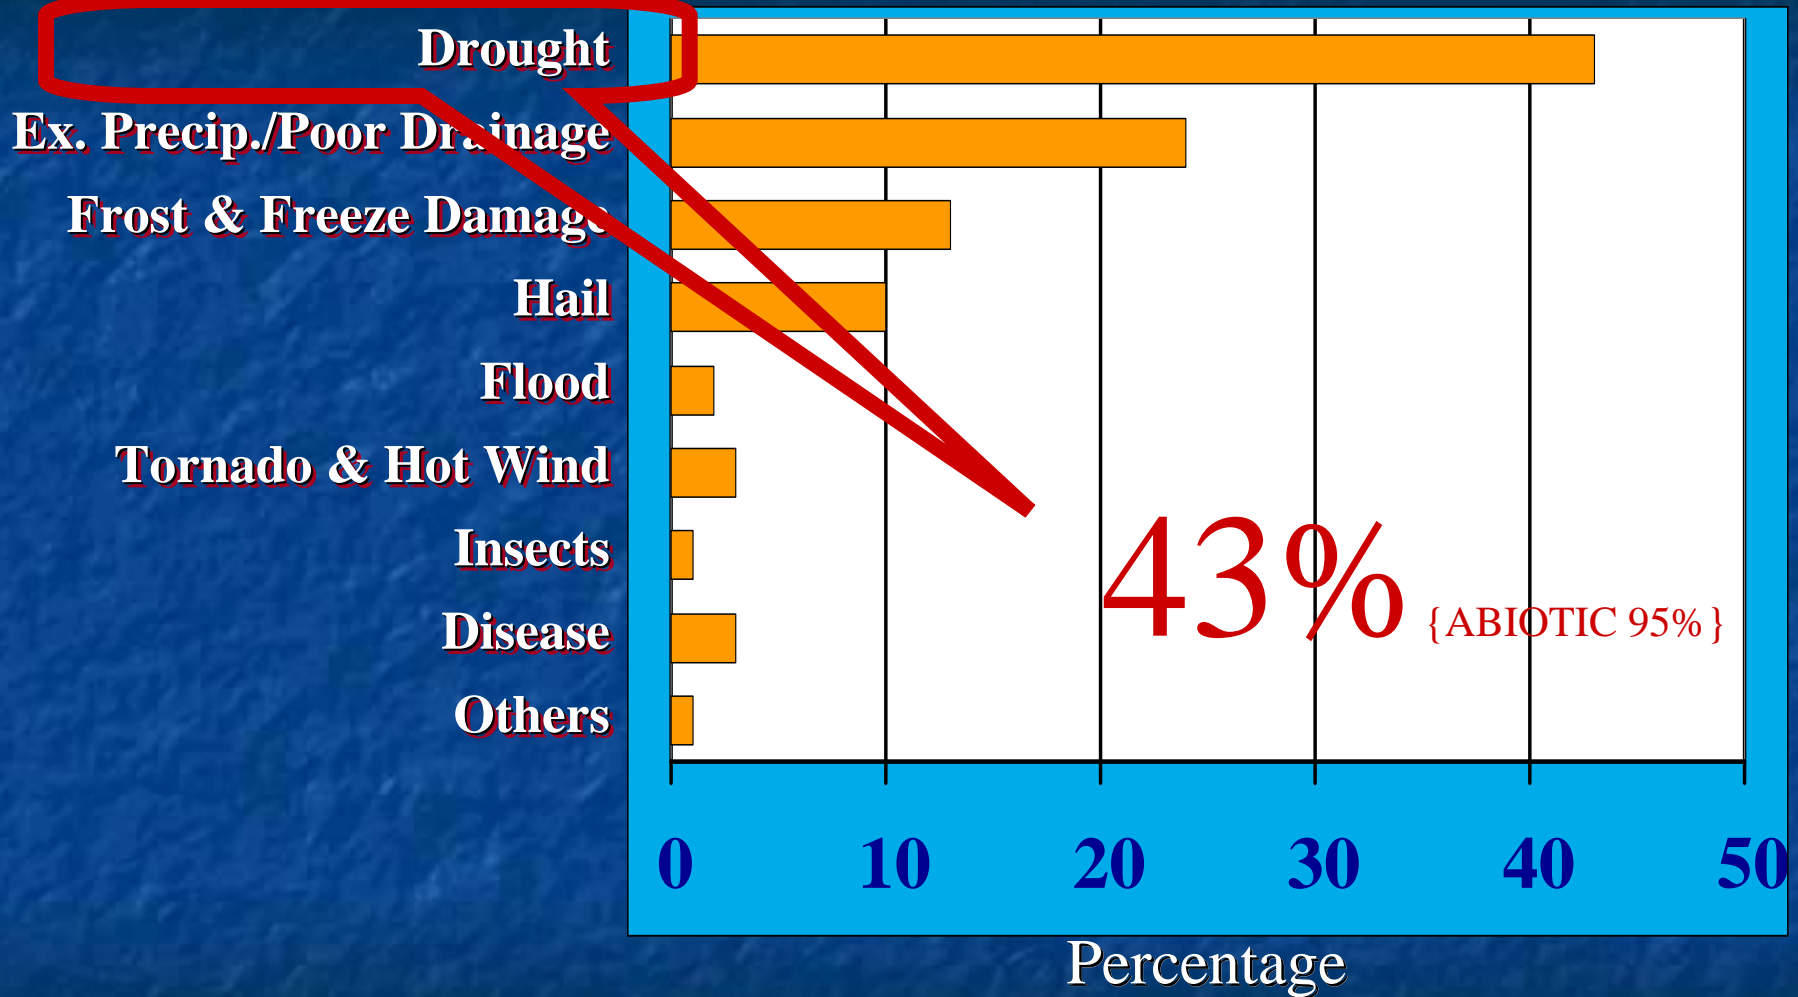 Drought
Ex. Precip./Poor Drainage
Frost & Freeze Damage
Hail
Flood
Tornado & Hot Wind
Insects
Disease
Others
43% {ABIOTIC 95%}
0 10 20 30 40 50
Percentage